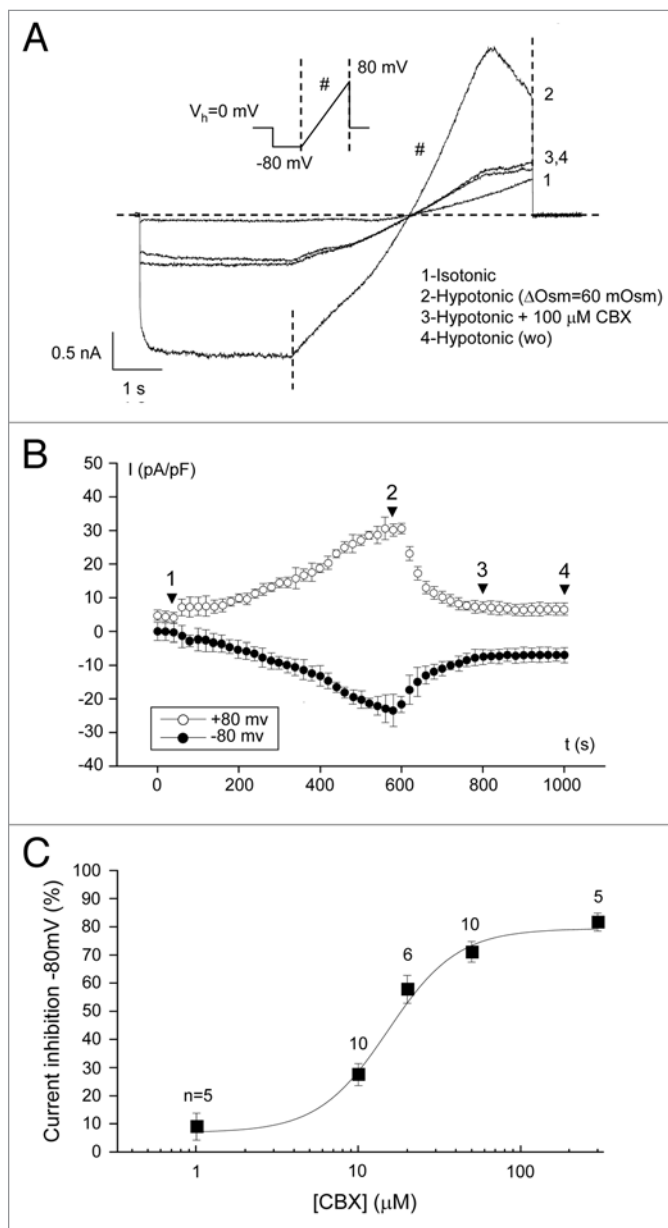 A
V_h=0 mV
#
80 mV
-80 mV
#
2
3,4
1
1-Isotonic
2-Hypotonic (ΔOsm=60 mOsm)
3-Hypotonic + 100 μM CBX
4-Hypotonic (wo)
0.5 nA
1 s
B
I (pA/pF)
50
40
30
20
10
0
-10
-20
-30
-40
1
2
3
4
+80 mv
-80 mv
t (s)
0 200 400 600 800 1000
C
Current inhibition -80mV (%)
100
90
80
70
60
50
40
30
20
10
0
n=5
10
6
10
5
1 10 100
[CBX] (μM)